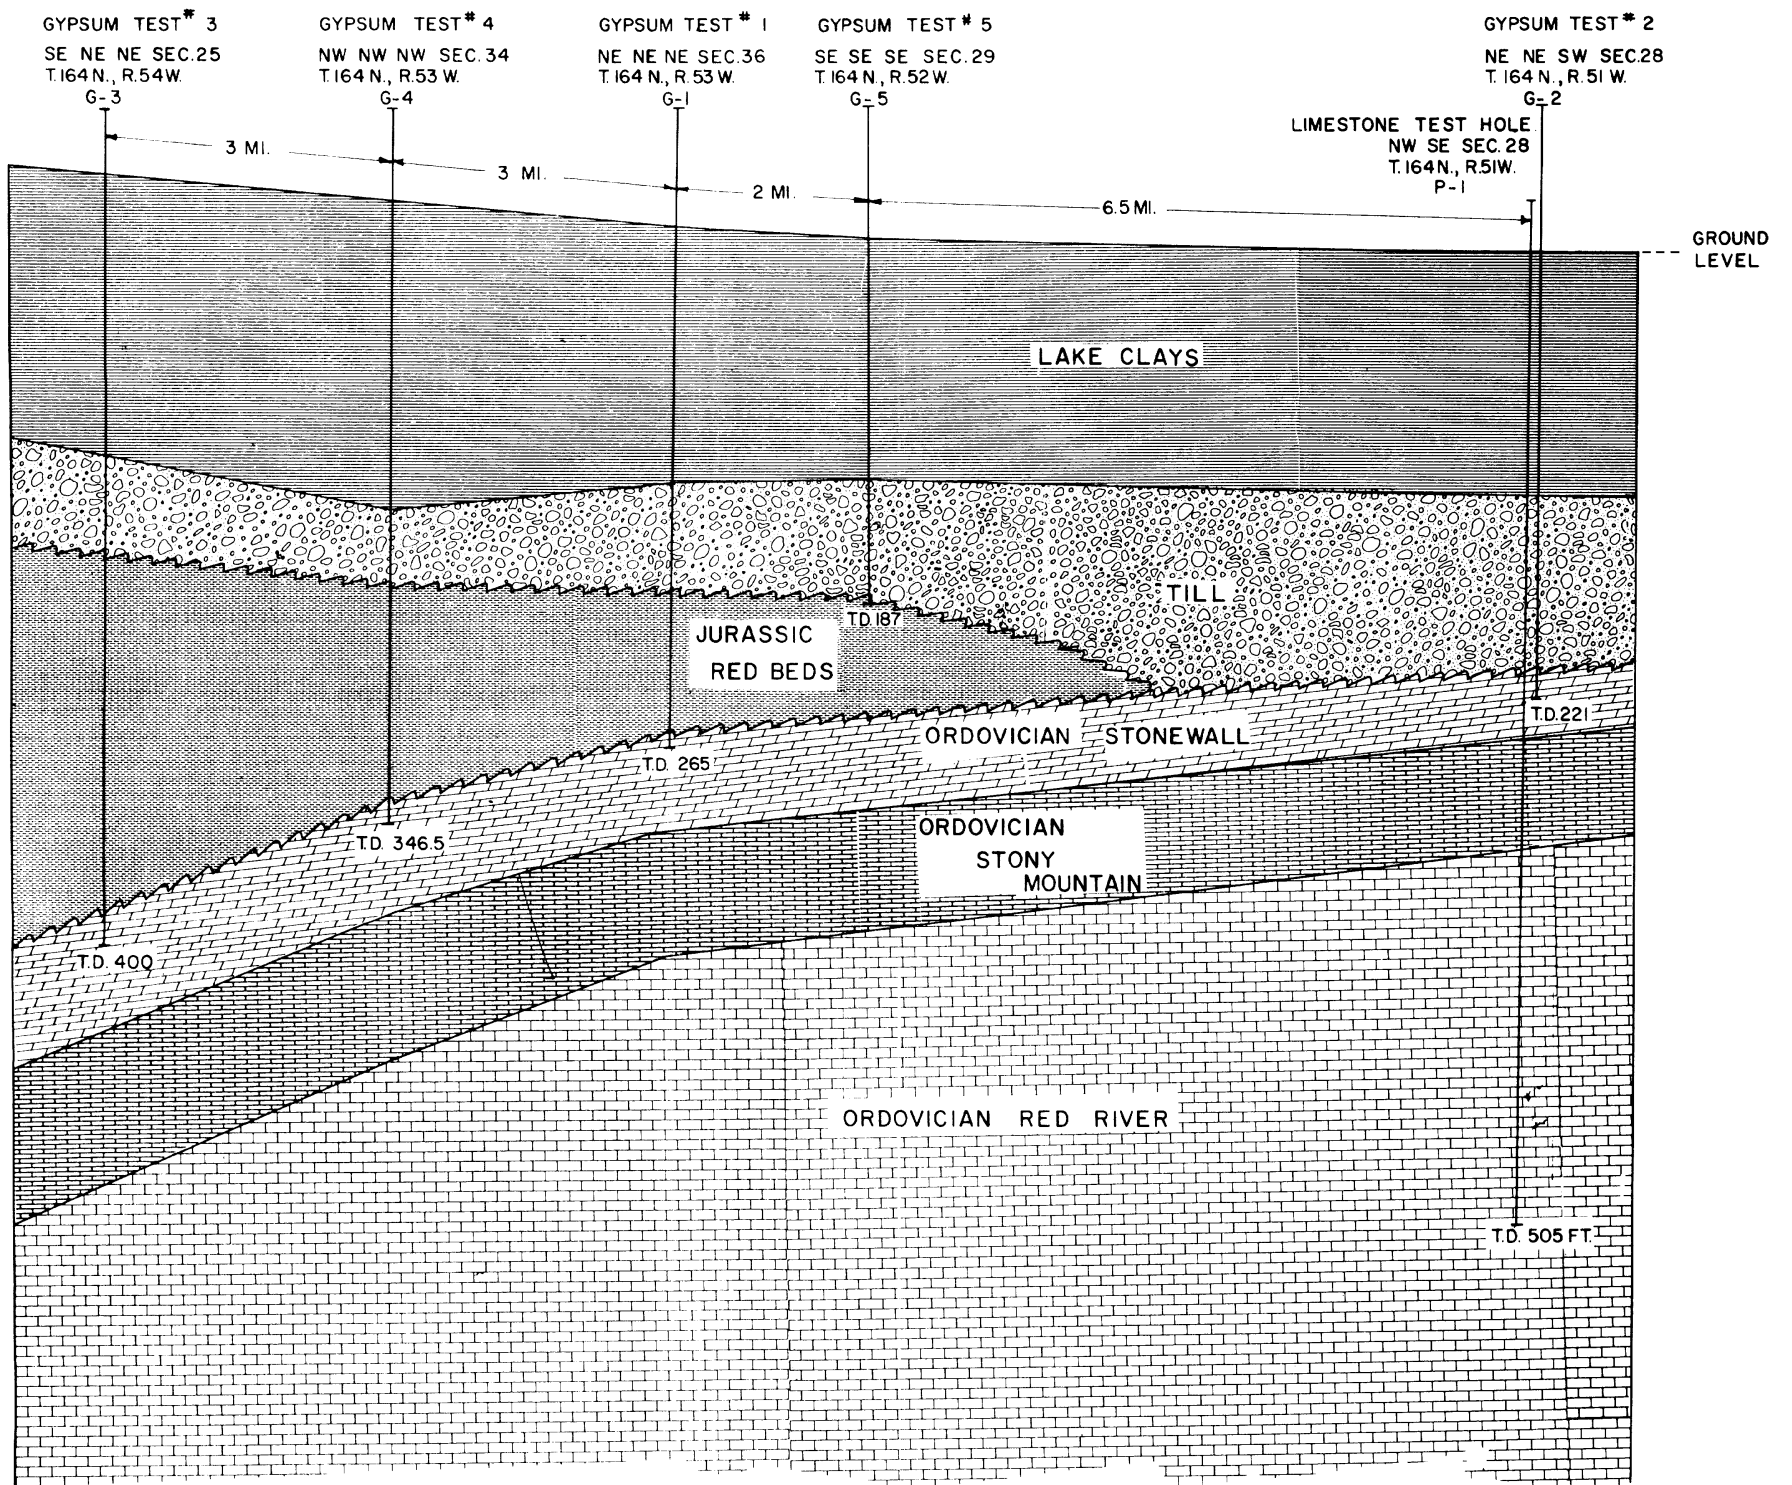 GYPSUM TEST # 3
SE NE NE SEC.25
T.164 N., R.54W.
G-3
GYPSUM TEST # 4
NW NW NW SEC.34
T.164 N., R.53 W.
G-4
GYPSUM TEST # 1
NE NE NE SEC.36
T.164 N., R.53 W.
G-1
GYPSUM TEST # 5
SE SE SE SEC.29
T.164 N., R.52 W.
G-5
GYPSUM TEST # 2
NE NE SW SEC.28
T.164 N., R.51 W.
G-2
LIMESTONE TEST HOLE
NW SE SEC. 28
T.164 N., R.51W.
P-1
3 MI.
3 MI.
2 MI.
6.5 MI.
GROUND
LEVEL
LAKE CLAYS
TILL
T.D. 187
JURASSIC
RED BEDS
T.D. 221
ORDOVICIAN STONEWALL
T.D. 265
ORDOVICIAN
STONY
MOUNTAIN
T.D. 346.5
T.D. 400
ORDOVICIAN RED RIVER
T.D. 505 FT.